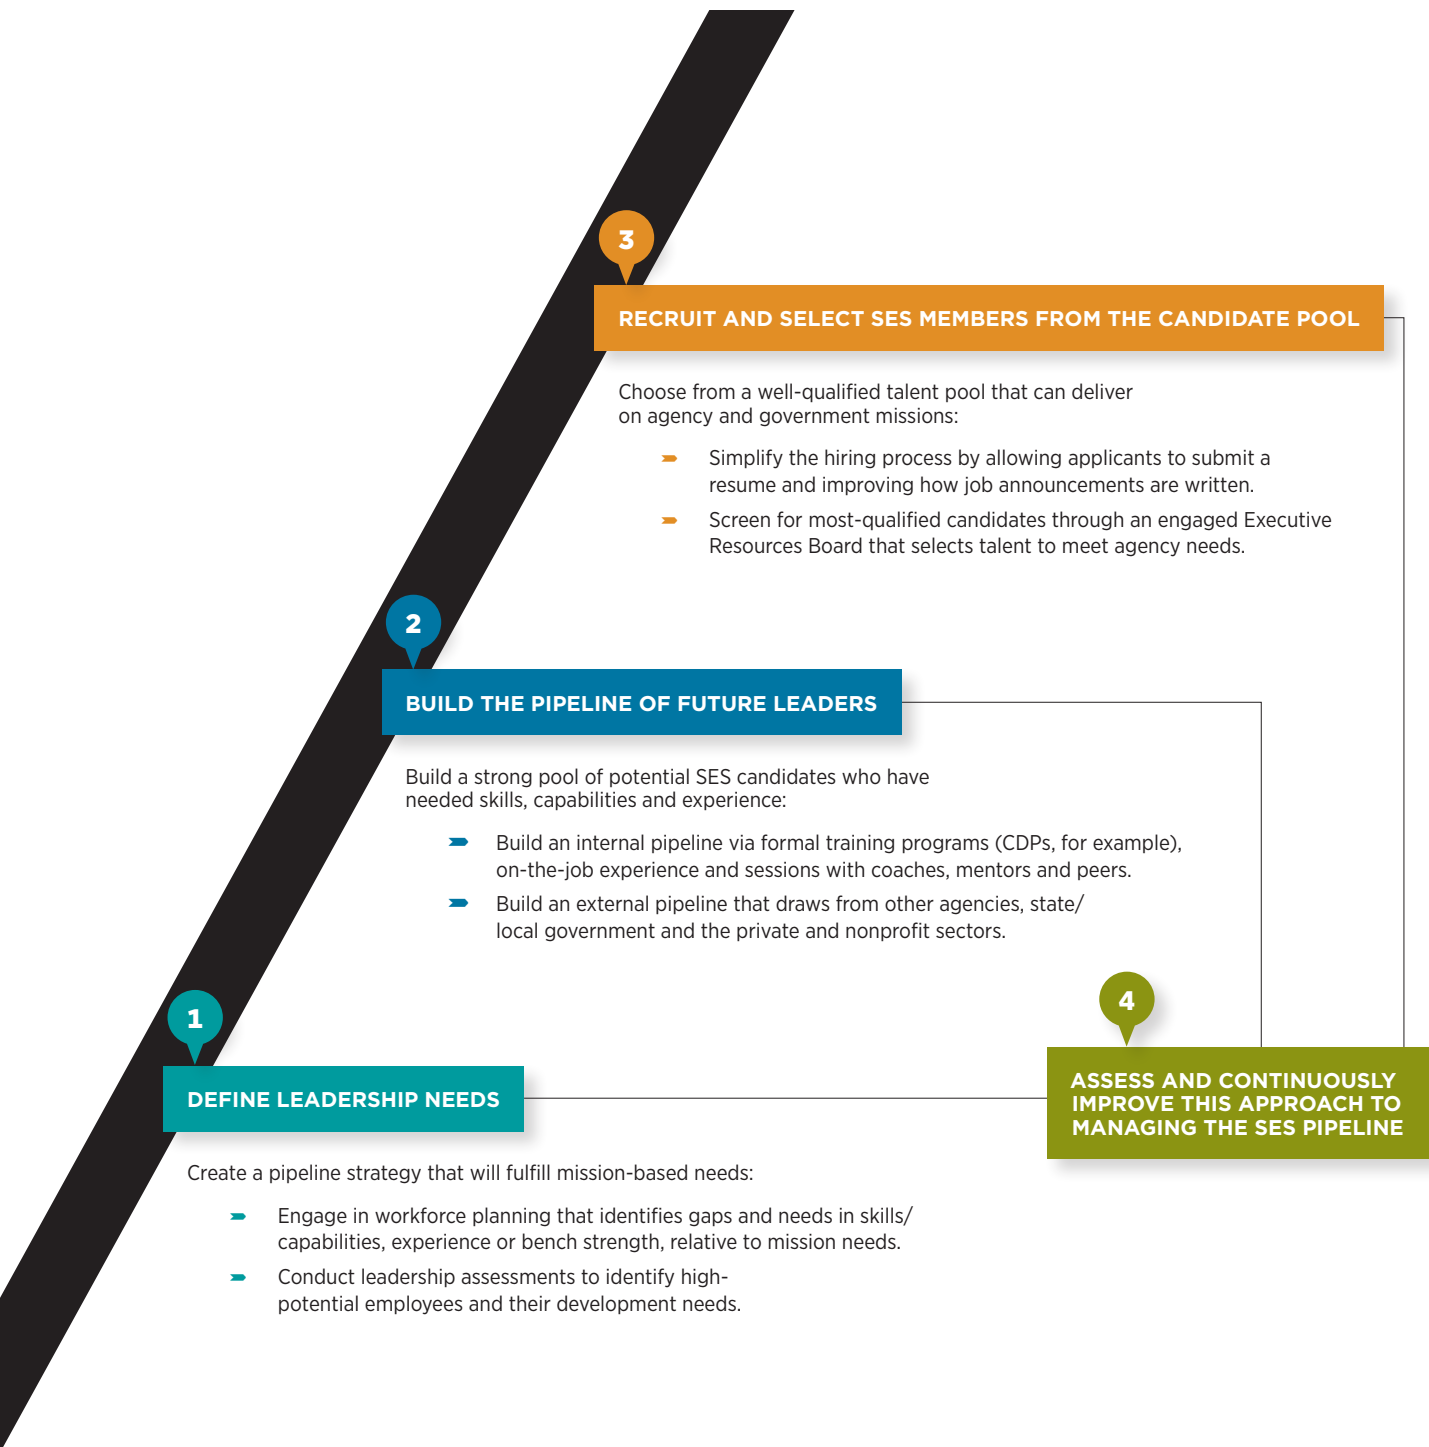 3
RECRUIT AND SELECT SES MEMBERS FROM THE CANDIDATE POOL
Choose from a well-qualified talent pool that can deliver
on agency and government missions:
Simplify the hiring process by allowing applicants to submit a
resume and improving how job announcements are written.
Screen for most-qualified candidates through an engaged Executive
Resources Board that selects talent to meet agency needs.
2
BUILD THE PIPELINE OF FUTURE LEADERS
Build a strong pool of potential SES candidates who have
needed skills, capabilities and experience:
Build an internal pipeline via formal training programs (CDPs, for example),
on-the-job experience and sessions with coaches, mentors and peers.
Build an external pipeline that draws from other agencies, state/
local government and the private and nonprofit sectors.
1
DEFINE LEADERSHIP NEEDS
Create a pipeline strategy that will fulfill mission-based needs:
Engage in workforce planning that identifies gaps and needs in skills/
capabilities, experience or bench strength, relative to mission needs.
Conduct leadership assessments to identify high-
potential employees and their development needs.
4
ASSESS AND CONTINUOUSLY
IMPROVE THIS APPROACH TO
MANAGING THE SES PIPELINE